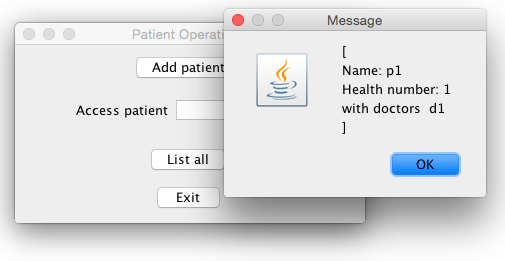 Patient Operati
Add patient
Access patient
List all
Exit
Message
[
Name: p1
Health number: 1
with doctors  d1
]
OK